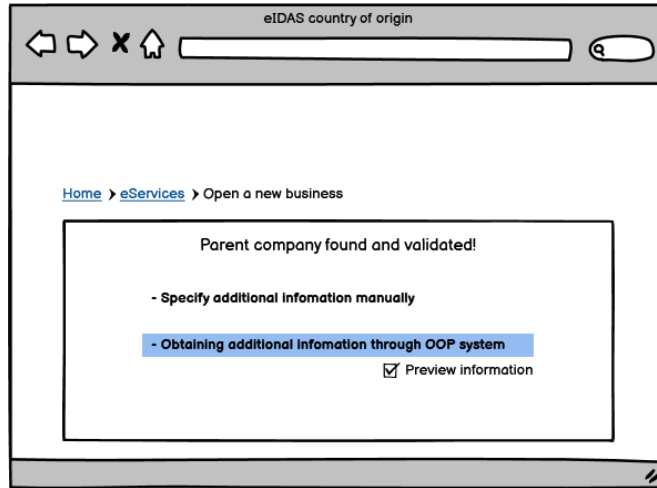 eIDAS country of origin
Home > eServices > Open a new business
Parent company found and validated!
- Specify additional infomation manually
- Obtaining additional infomation through OOP system
Preview information